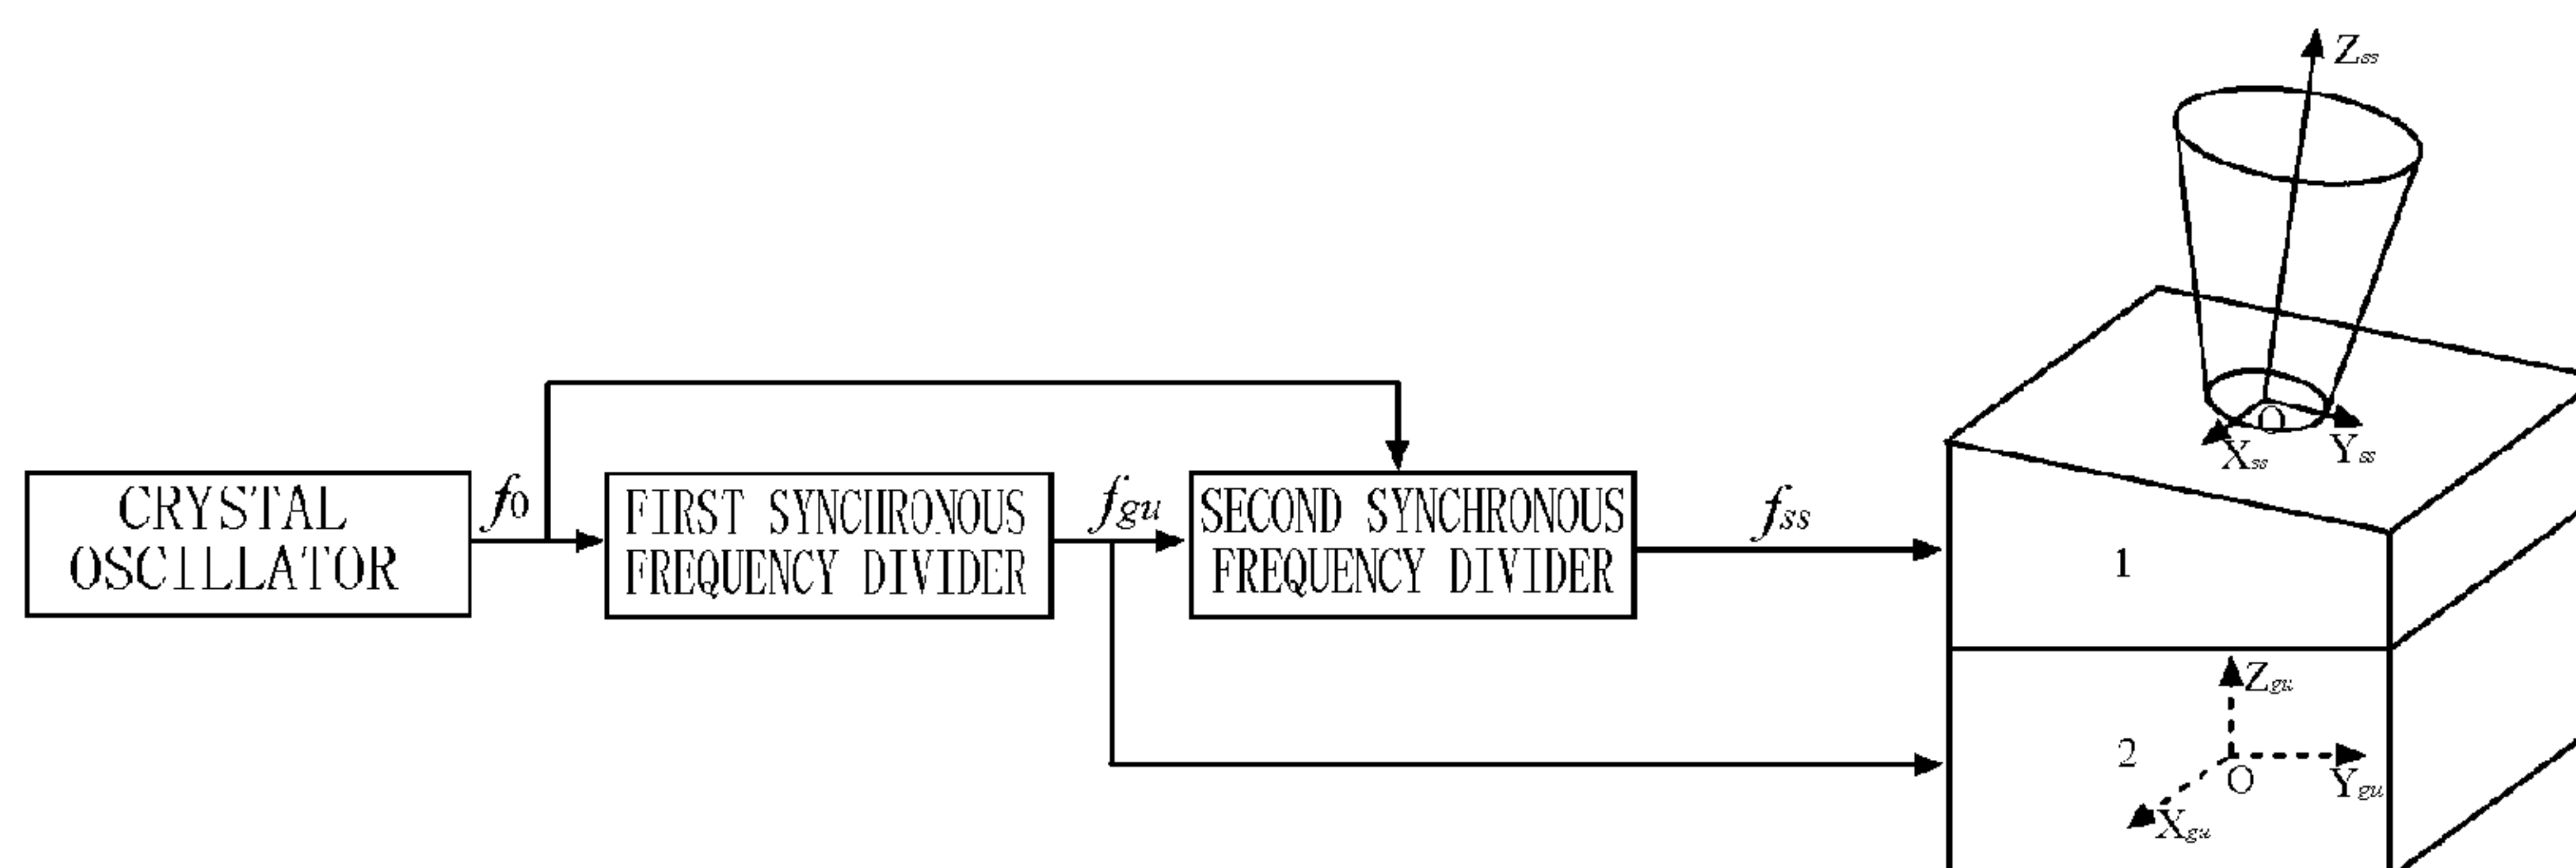 Zss
O
Xss
Yss
CRYSTAL
OSCILLATOR
f0
FIRST SYNCHRONOUS
FREQUENCY DIVIDER
fgu
SECOND SYNCHRONOUS
FREQUENCY DIVIDER
fss
1
Zgu
2
O
Ygu
Xgu